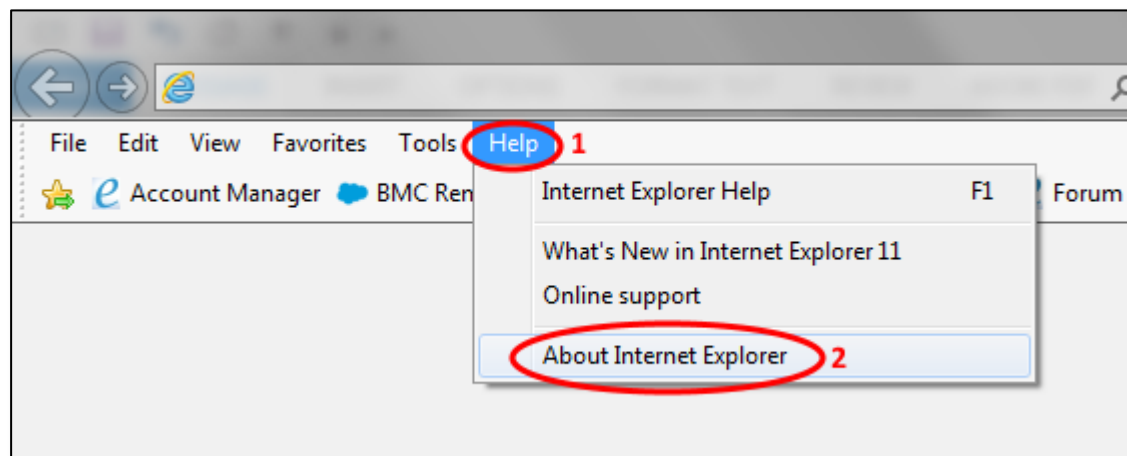 File Edit View Favorites Tools Help 1
Account Manager BMC Ren Forum
Internet Explorer Help F1
What's New in Internet Explorer 11
Online support
About Internet Explorer 2